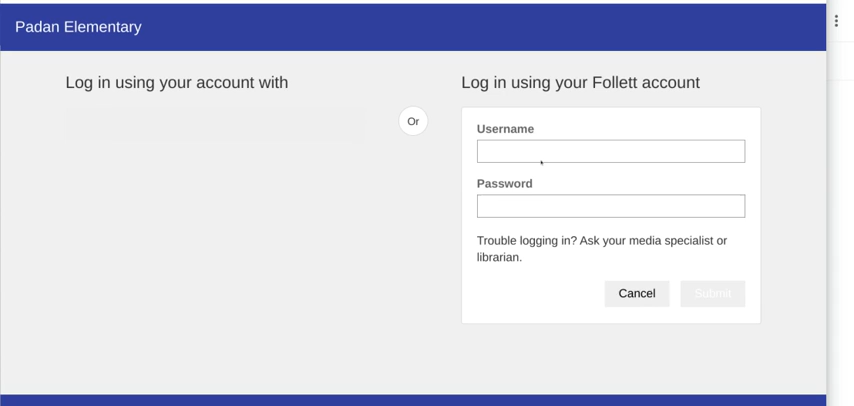 Padan Elementary
Log in using your account with
Or
Log in using your Follett account
Username
Password
Trouble logging in? Ask your media specialist or
librarian.
Cancel
Submit